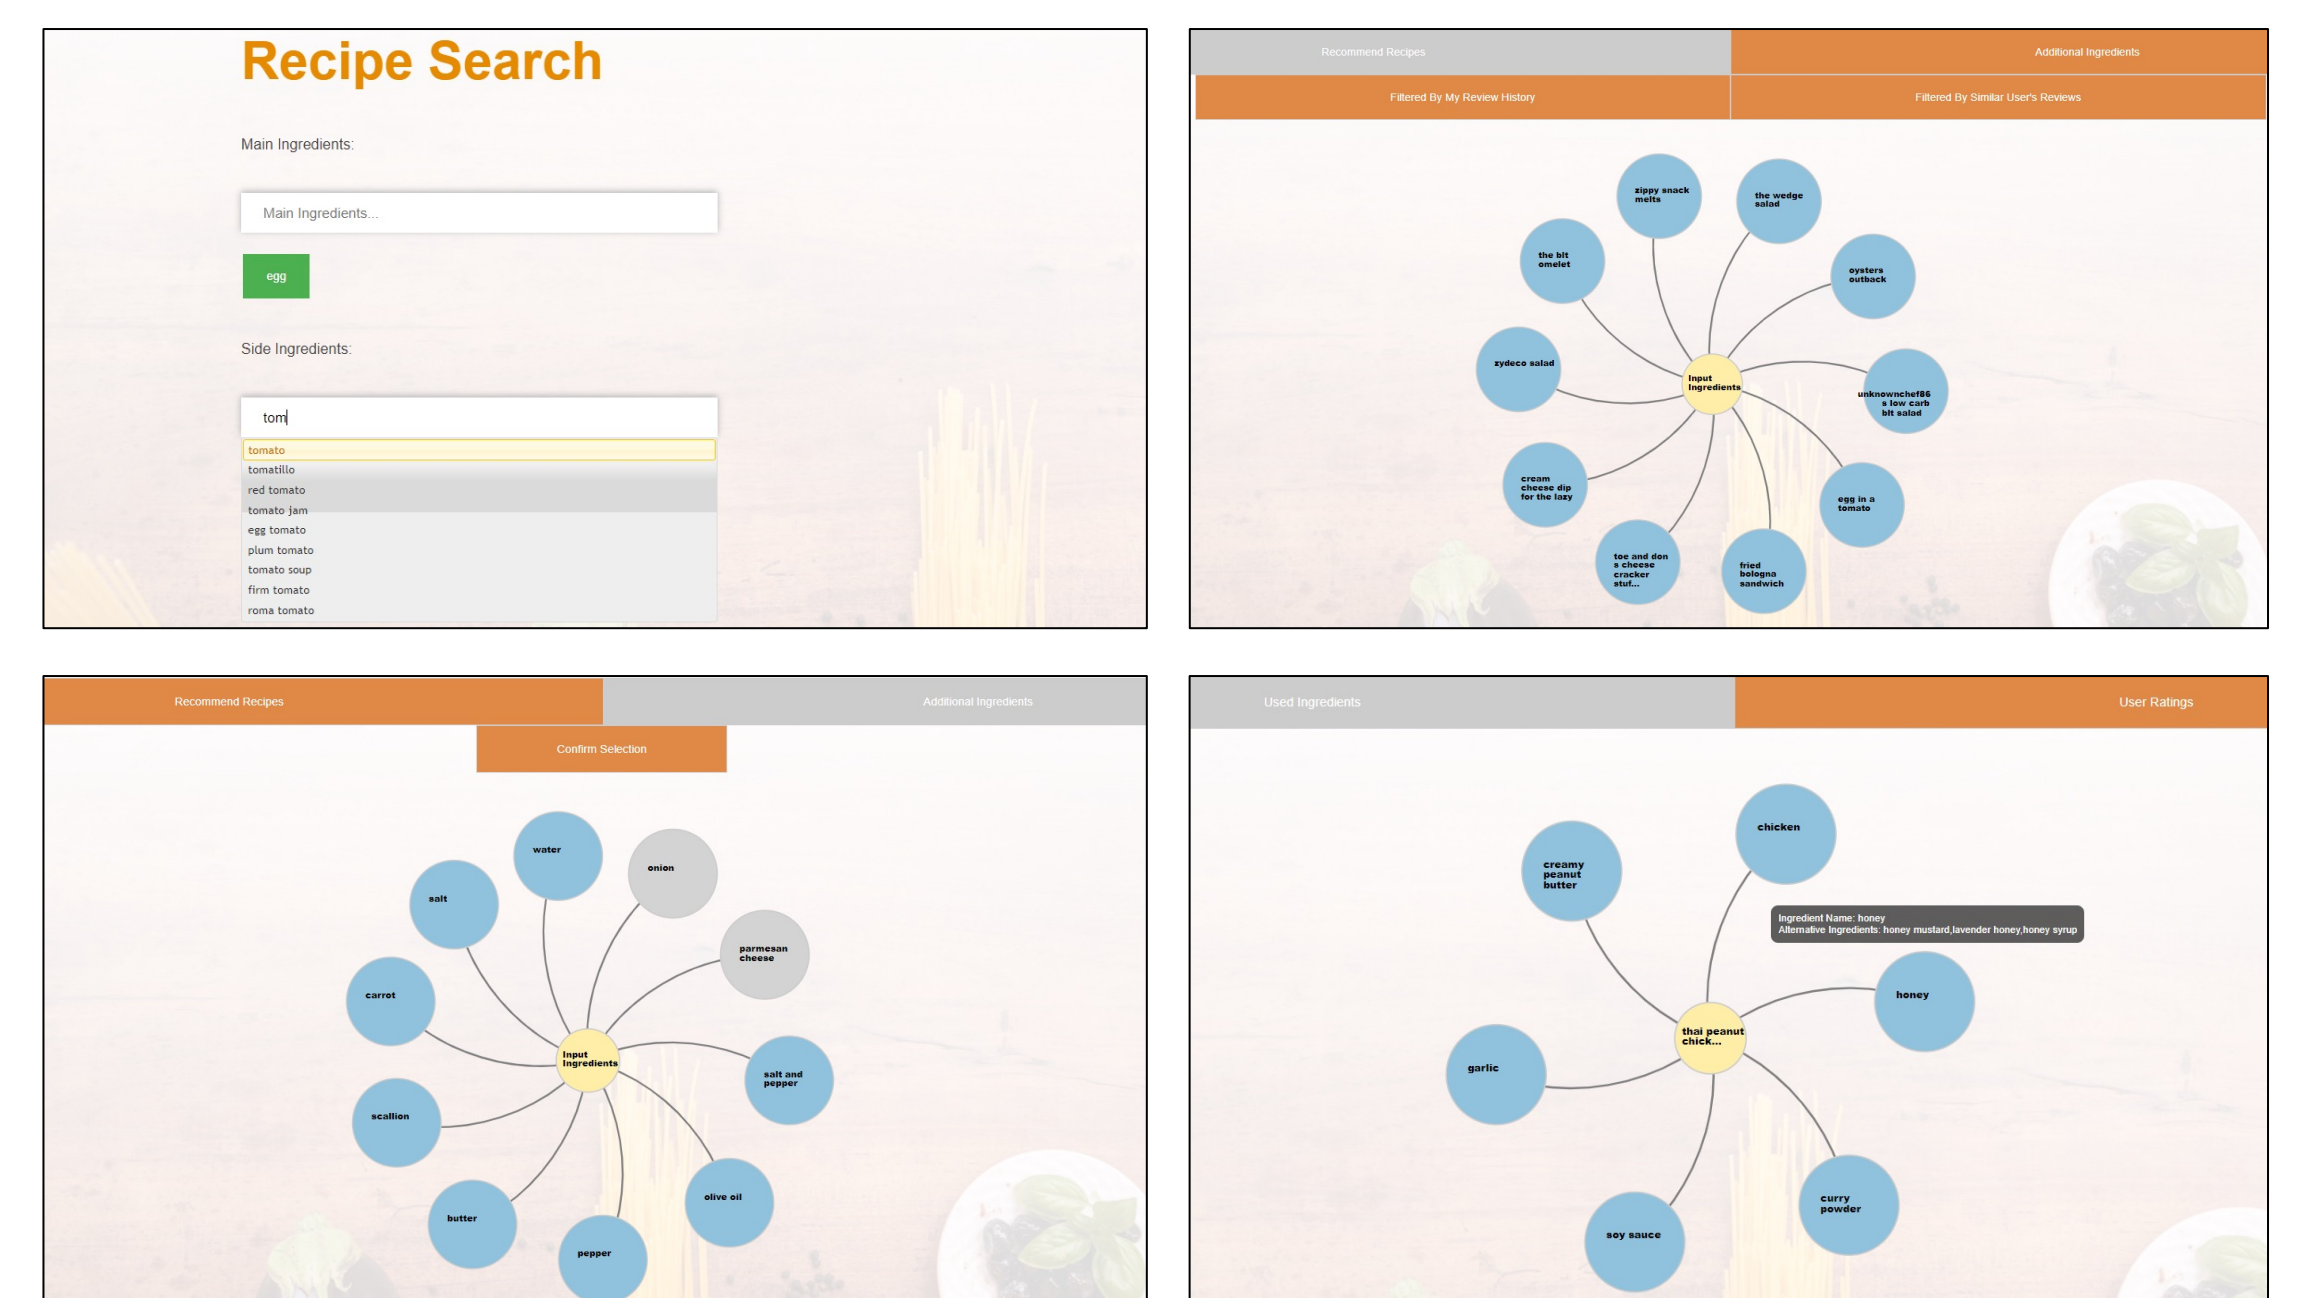 Recipe Search
Main Ingredients:
Main Ingredients...
egg
Side Ingredients:
tom
tomato
tomatillo
red tomato
tomato jam
egg tomato
plum tomato
tomato soup
firm tomato
roma tomato
Recommend Recipes
Additional Ingredients
Filtered By My Review History
Filtered By Similar User's Reviews
zippy snack
melts
the wedge
salad
the blt
omelet
oysters
outback
zydeco salad
Input
Ingredients
unknownchef86
s low carb
blt salad
cream
cheese dip
for the lazy
egg in a
tomato
toe and don
s cheese
cracker
stuf...
fried
bologna
sandwich
Recommend Recipes
Additional Ingredients
Confirm Selection
water
onion
salt
parmesan
cheese
carrot
Input
Ingredients
salt and
pepper
scallion
olive oil
butter
pepper
Used Ingredients
User Ratings
chicken
creamy
peanut
butter
Ingredient Name: honey
Alternative Ingredients: honey mustard,lavender honey,honey syrup
honey
thai peanut
chick...
garlic
curry
powder
soy sauce